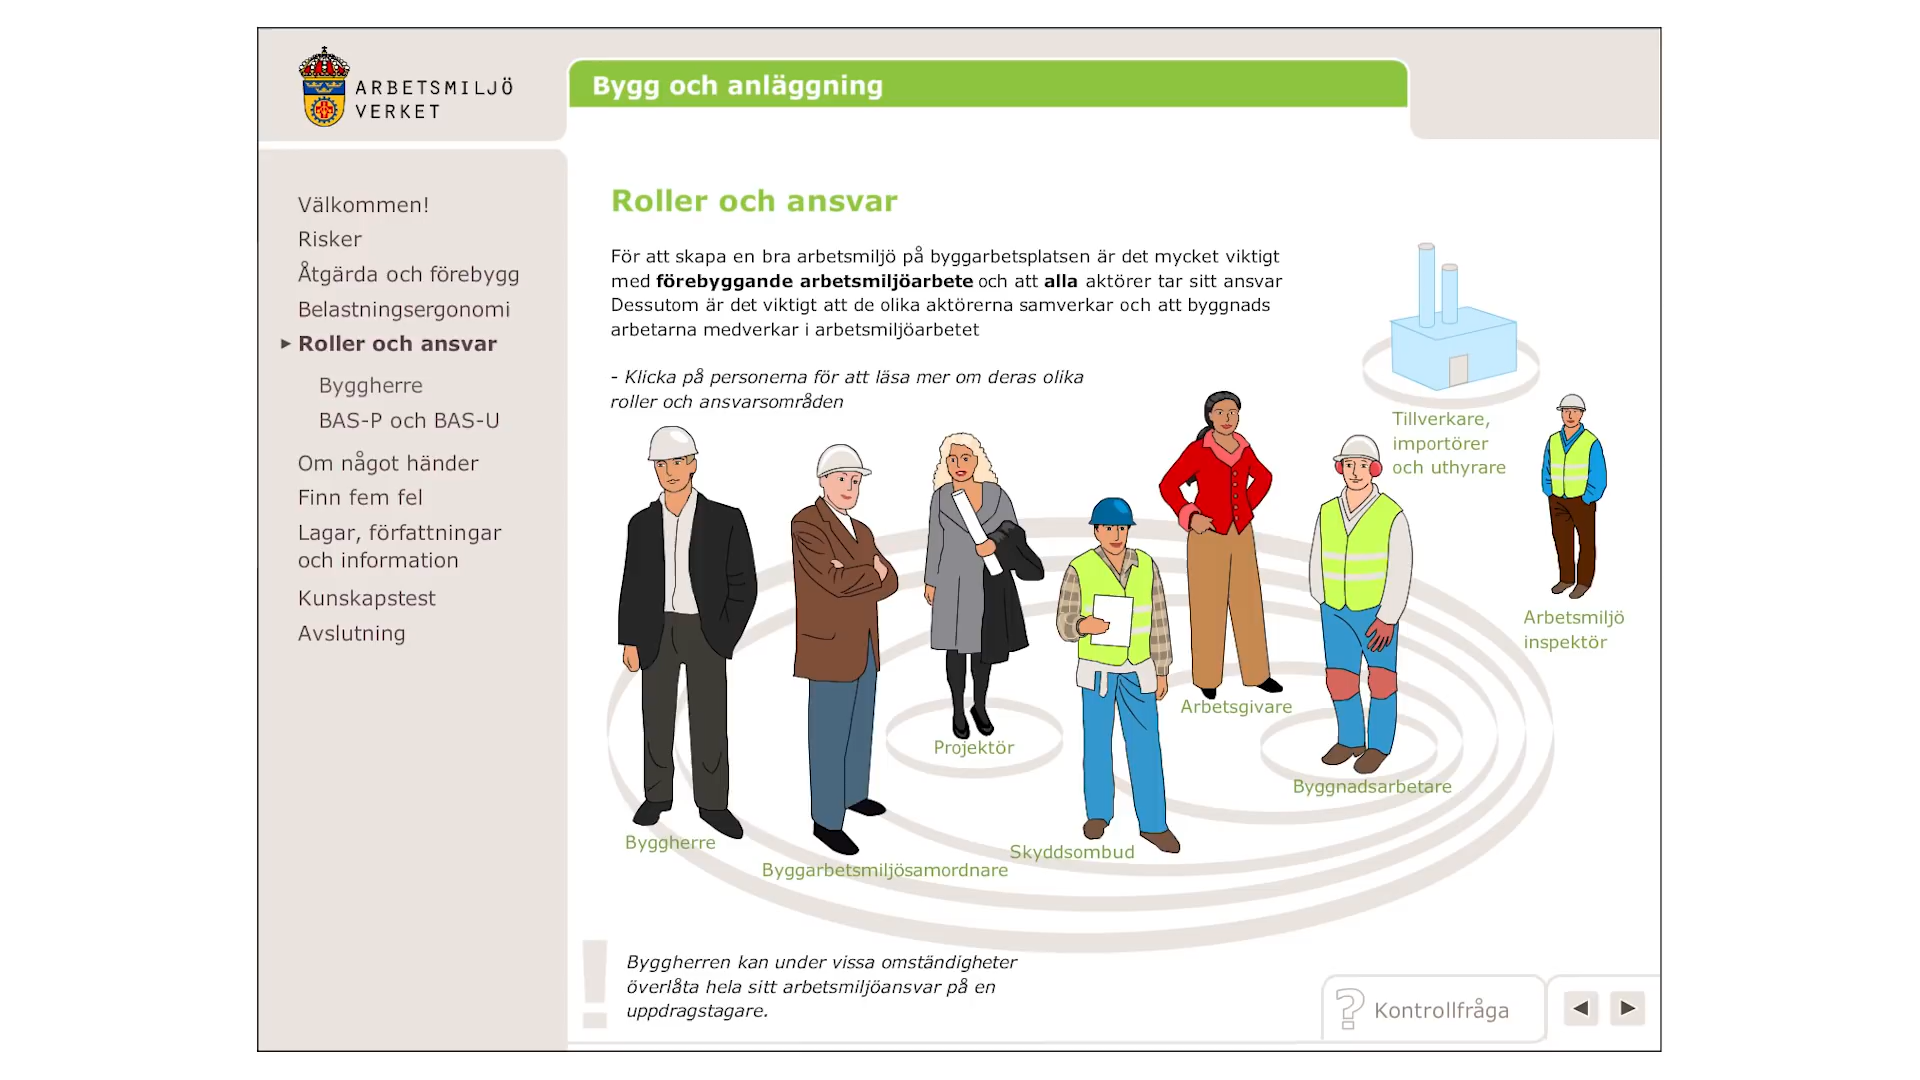 ARBETSMILJÖ
VERKET
Bygg och anläggning
Välkommen!
Risker
Åtgärda och förebygg
Belastningsergonomi
Roller och ansvar
Byggherre
BAS-P och BAS-U
Om något händer
Finn fem fel
Lagar, författningar
och information
Kunskapstest
Avslutning
Roller och ansvar
För att skapa en bra arbetsmiljö på byggarbetsplatsen är det mycket viktigt
med förebyggande arbetsmiljöarbete och att alla aktörer tar sitt ansvar
Dessutom är det viktigt att de olika aktörerna samverkar och att byggnads
arbetarna medverkar i arbetsmiljöarbetet
- Klicka på personerna för att läsa mer om deras olika
roller och ansvarsområden
Tillverkare,
importörer
och uthyrare
Arbetsmiljö
inspektör
Arbetsgivare
Projektör
Byggnadsarbetare
Byggherre
Skyddsombud
Byggarbetsmiljösamordnare
! Byggherren kan under vissa omständigheter
överlåta hela sitt arbetsmiljöansvar på en
uppdragstagare.
? Kontrollfråga